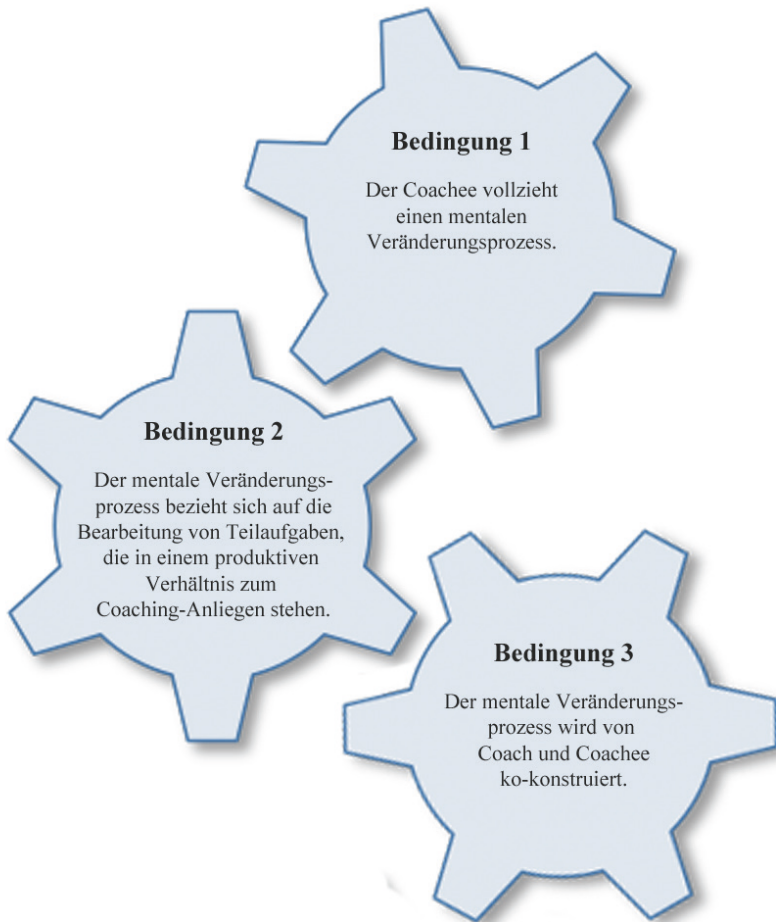 Bedingung 1
Der Coachee vollzieht
einen mentalen
Veränderungsprozess.
Bedingung 2
Der mentale Veränderungs-
prozess bezieht sich auf die
Bearbeitung von Teilaufgaben,
die in einem produktiven
Verhältnis zum
Coaching-Anliegen stehen.
Bedingung 3
Der mentale Veränderungs-
prozess wird von
Coach und Coachee
ko-konstruiert.